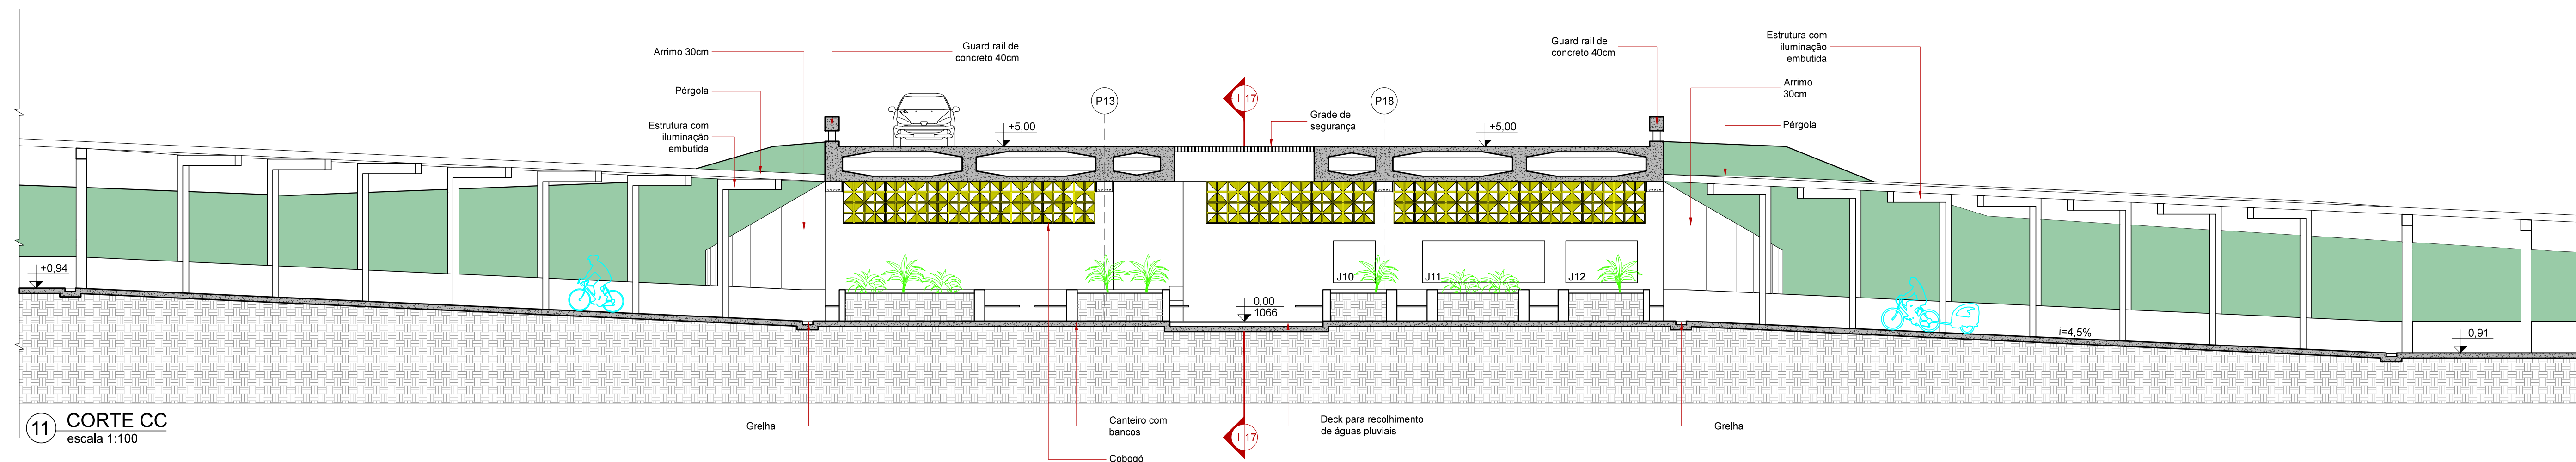 Arrimo 30cm
Guard rail de
concreto 40cm
Pérgola
Estrutura com
iluminação
embutida
P13
I 17
P18
+5,00
Grade de
segurança
+5,00
Guard rail de
concreto 40cm
Estrutura com
iluminação
embutida
Arrimo
30cm
Pérgola
+0,94
J10
J11
J12
0,00
1066
i=4,5%
-0,91
11
CORTE CC
escala 1:100
Grelha
Canteiro com
bancos
Cobogó
I 17
Deck para recolhimento
de águas pluviais
Grelha